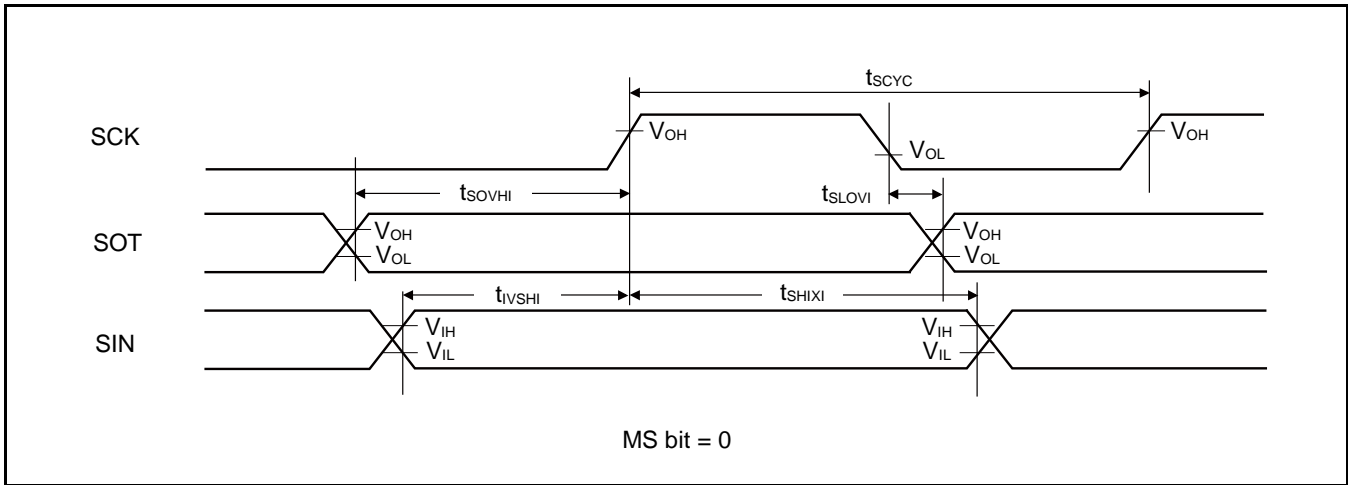 tSCYC
SCK
VOH
VOL
VOH
tSOVHI
tSLOVI
SOT
VOH
VOL
VOH
VOL
tIVSHI
tSHIXI
SIN
VIH
VIL
VIH
VIL
MS bit = 0